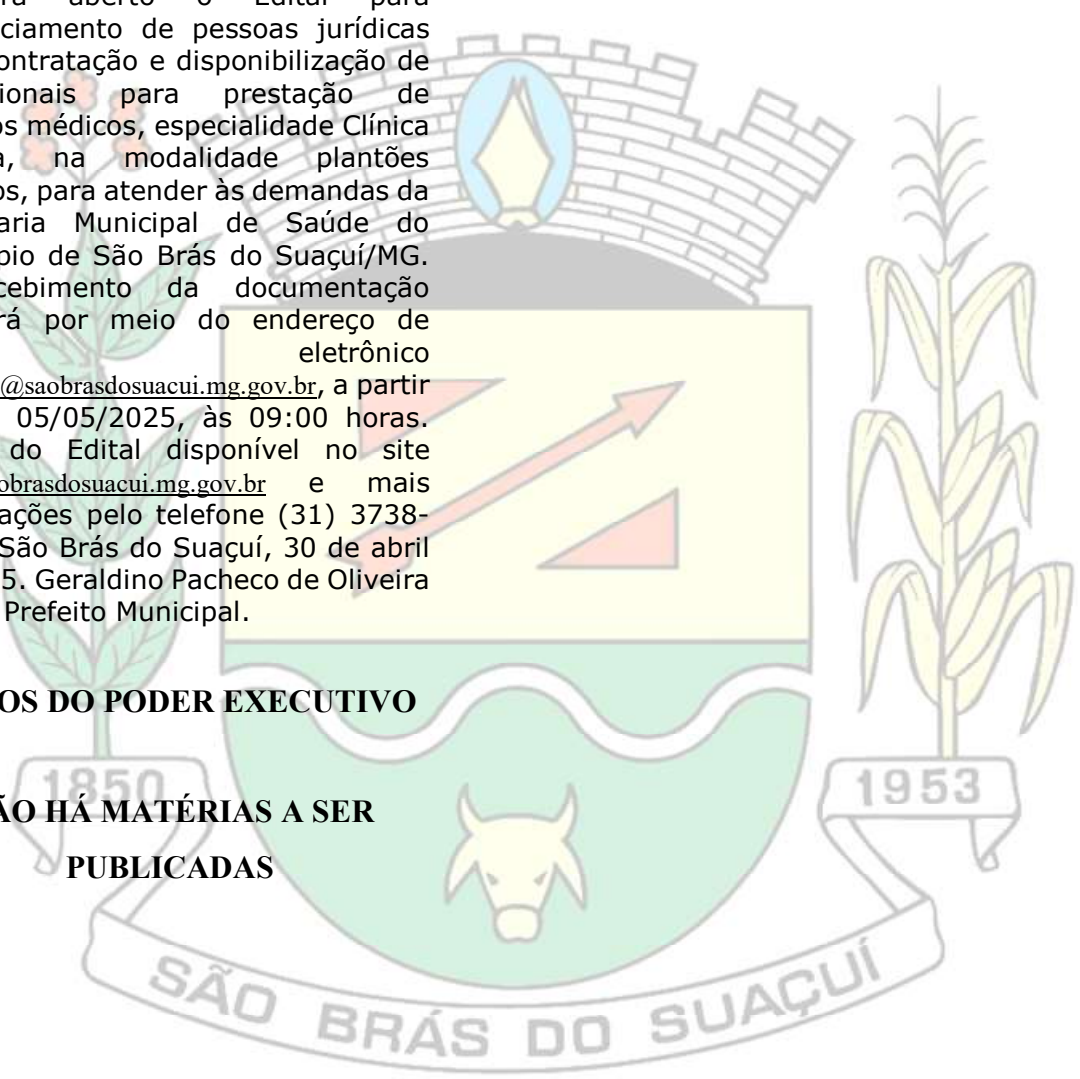 aberto o Edital para
ciamento de pessoas jurídicas
ontratação e disponibilização de
ionais para prestação de
os médicos, especialidade Clínica
a, na modalidade plantões
os, para atender às demandas da
aria Municipal de Saúde do
pio de São Brás do Suaçuí/MG.
cebimento da documentação
rá por meio do endereço de
eletrônico
@saobrasdosuacui.mg.gov.br, a partir
05/05/2025, às 09:00 horas.
do Edital disponível no site
obrasdosuacui.mg.gov.br e mais
ações pelo telefone (31) 3738-
São Brás do Suaçuí, 30 de abril
5. Geraldino Pacheco de Oliveira
Prefeito Municipal.
OS DO PODER EXECUTIVO
ÃO HÁ MATÉRIAS A SER
PUBLICADAS
1850
1953
SÃO BRÁS DO SUAÇUÍ